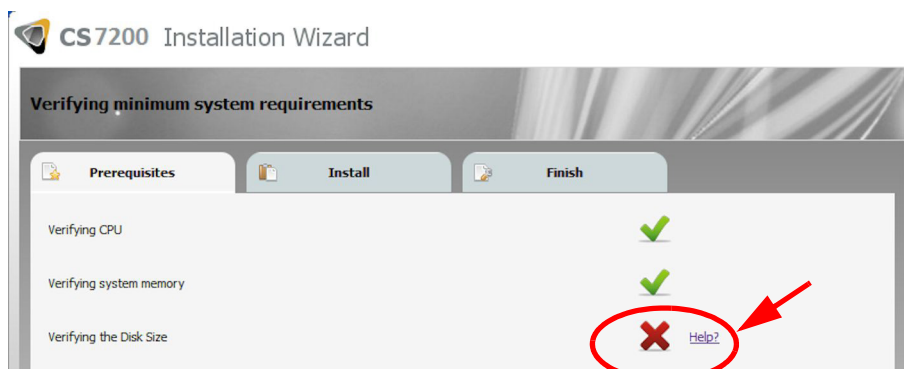 CS7200 Installation Wizard
Verifying minimum system requirements
Prerequisites Install Finish
Verifying CPU
Verifying system memory
Verifying the Disk Size Help?